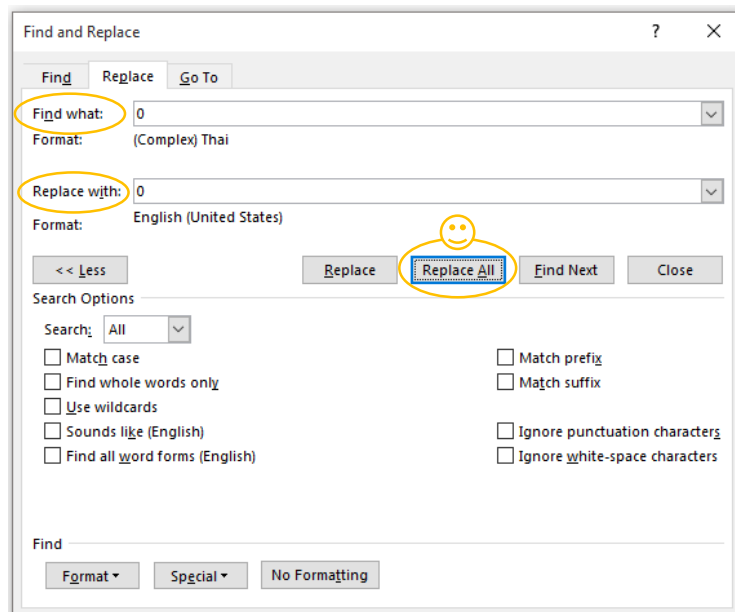 Find and Replace ? ×
Find Replace Go To
Find what: 0
Format: (Complex) Thai
Replace with: 0
Format: English (United States)
<< Less Replace Replace All Find Next Close
Search Options
Search: All
Match case Match prefix
Find whole words only Match suffix
Use wildcards
Sounds like (English) Ignore punctuation characters
Find all word forms (English) Ignore white-space characters
Find
Format Special No Formatting